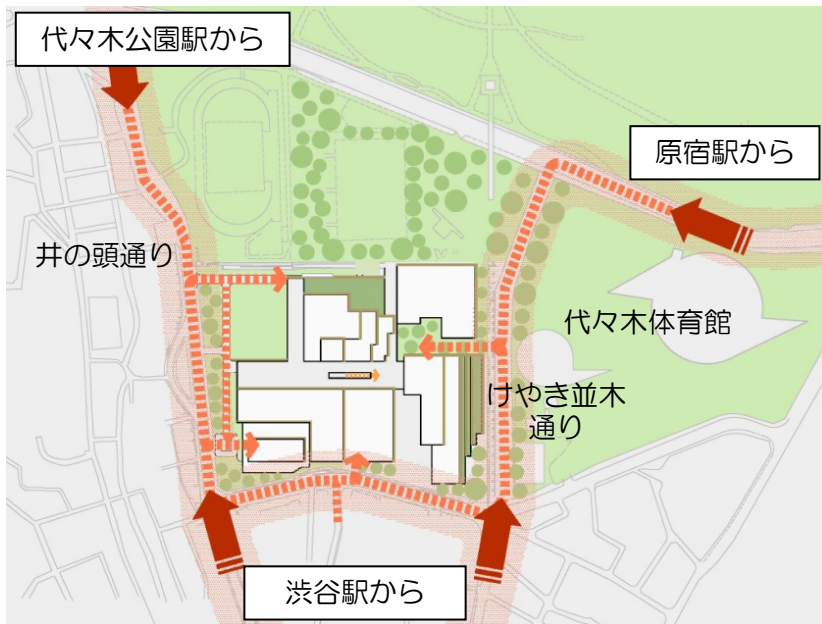 代々木公園駅から
原宿駅から
井の頭通り
代々木体育館
けやき並木
通り
渋谷駅から